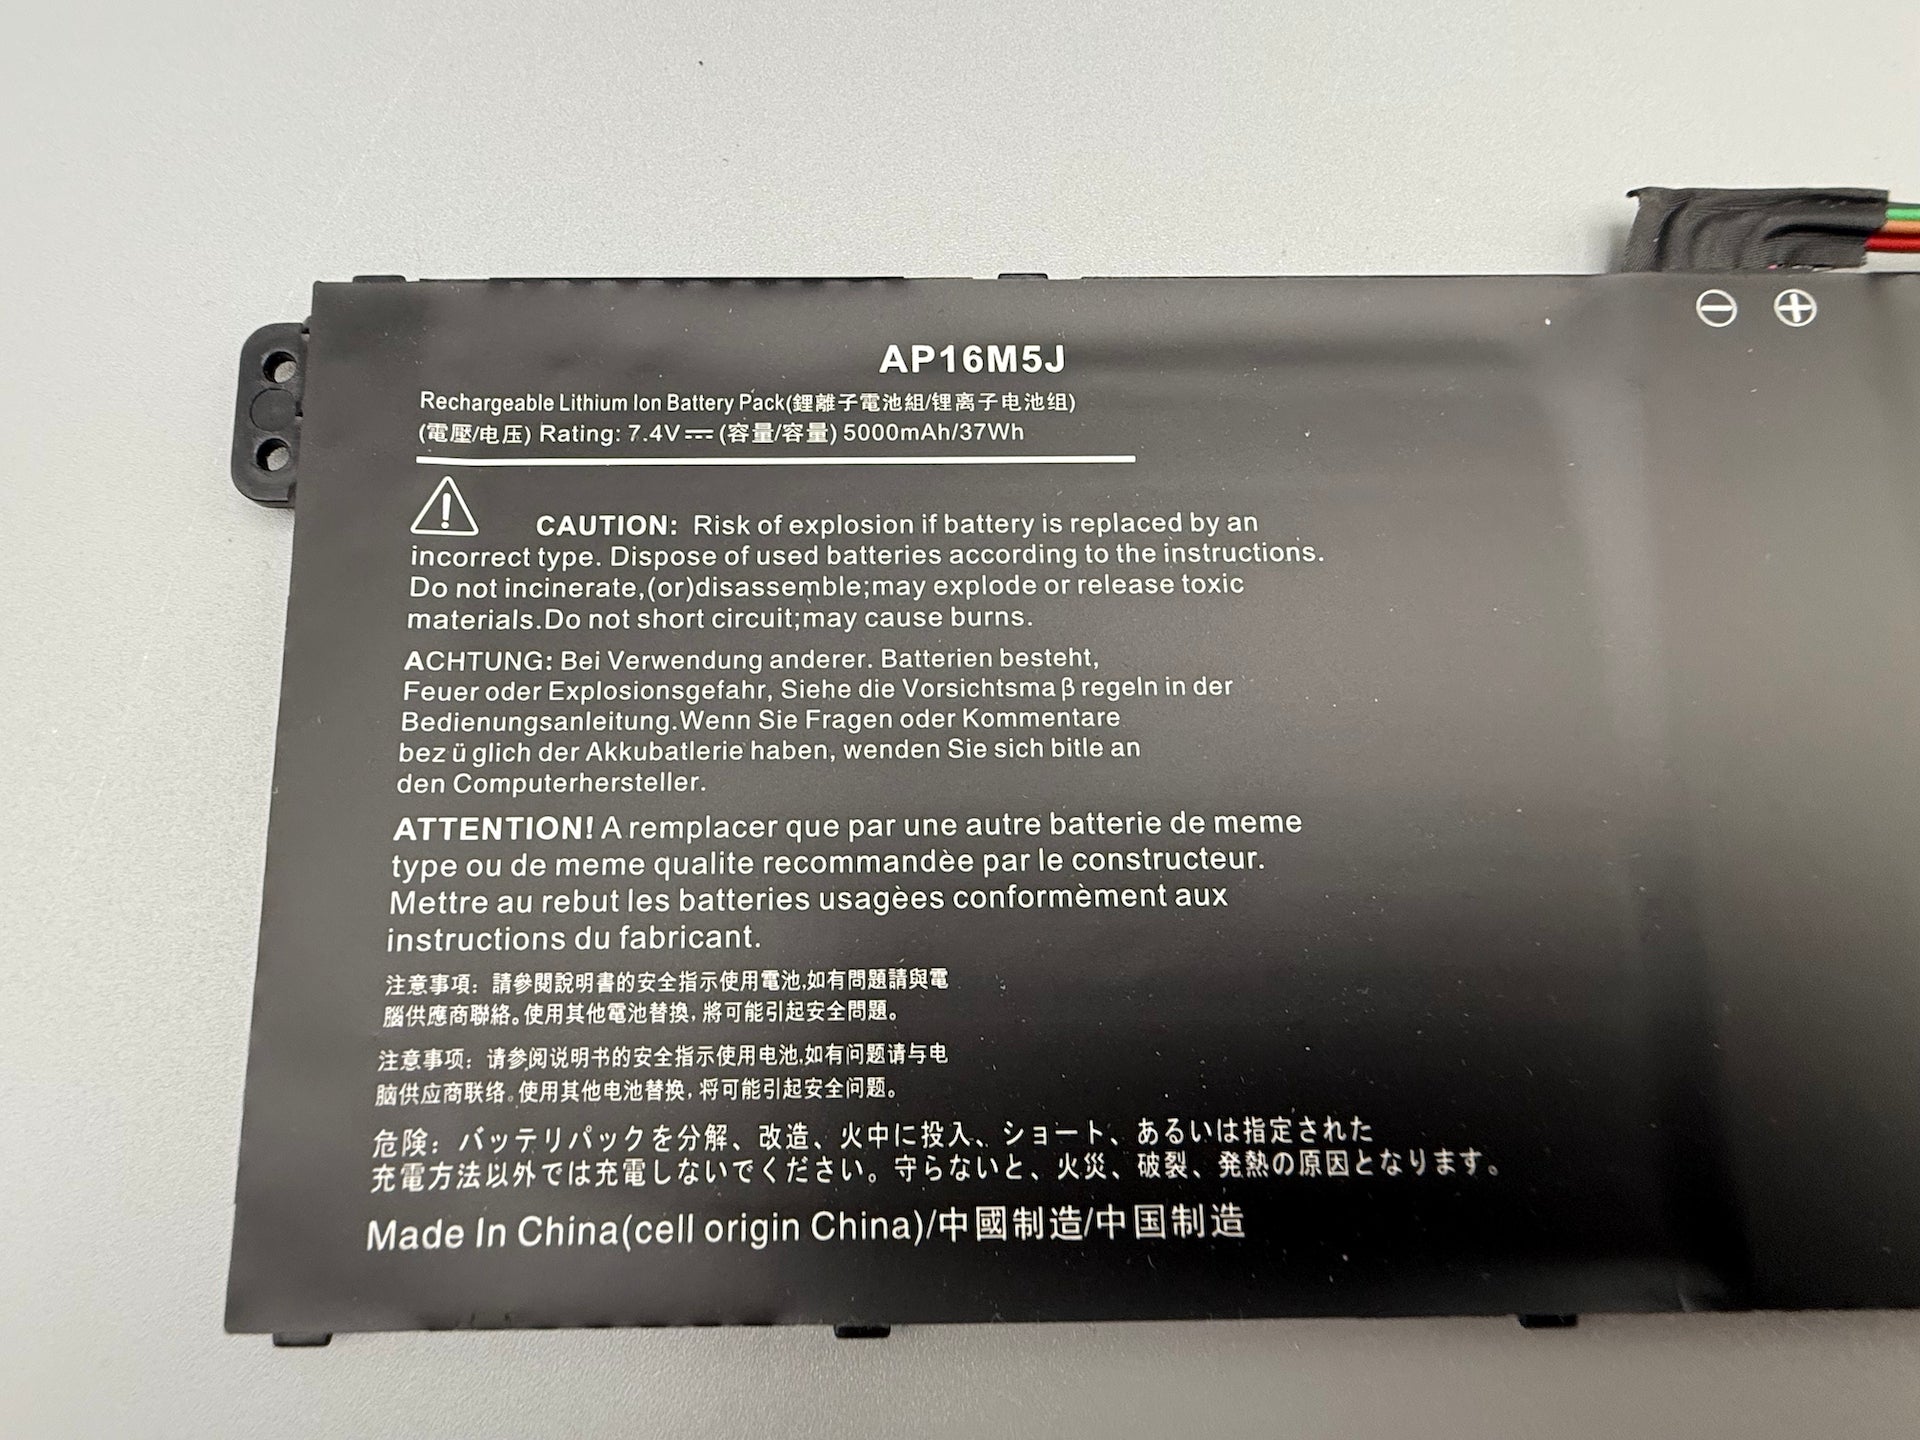 AP16M5J
Rechargeable Lithium Ion Battery Pack(鋰離子電池組/锂离子电池组)
(電壓/电压) Rating: 7.4V⎓ (容量/容量) 5000mAh/37Wh
CAUTION: Risk of explosion if battery is replaced by an
incorrect type. Dispose of used batteries according to the instructions.
Do not incinerate,(or)disassemble;may explode or release toxic
materials.Do not short circuit;may cause burns.
ACHTUNG: Bei Verwendung anderer. Batterien besteht,
Feuer oder Explosionsgefahr, Siehe die Vorsichtsma β regeln in der
Bedienungsanleitung.Wenn Sie Fragen oder Kommentare
bez ü glich der Akkubatlerie haben, wenden Sie sich bitle an
den Computerhersteller.
ATTENTION! A remplacer que par une autre batterie de meme
type ou de meme qualite recommandèe par le constructeur.
Mettre au rebut les batteries usagèes conformèment aux
instructions du fabricant.
注意事項：請參閱說明書的安全指示使用電池,如有問題請與電
腦供應商聯絡。使用其他電池替換，將可能引起安全問題。
注意事项：请参阅说明书的安全指示使用电池,如有问题请与电
脑供应商联络。使用其他电池替换，将可能引起安全问题。
危険：バッテリパックを分解、改造、火中に投入、ショート、あるいは指定された
充電方法以外では充電しないでください。守らないと、火災、破裂、発熱の原因となります。
Made In China(cell origin China)/中國制造/中国制造